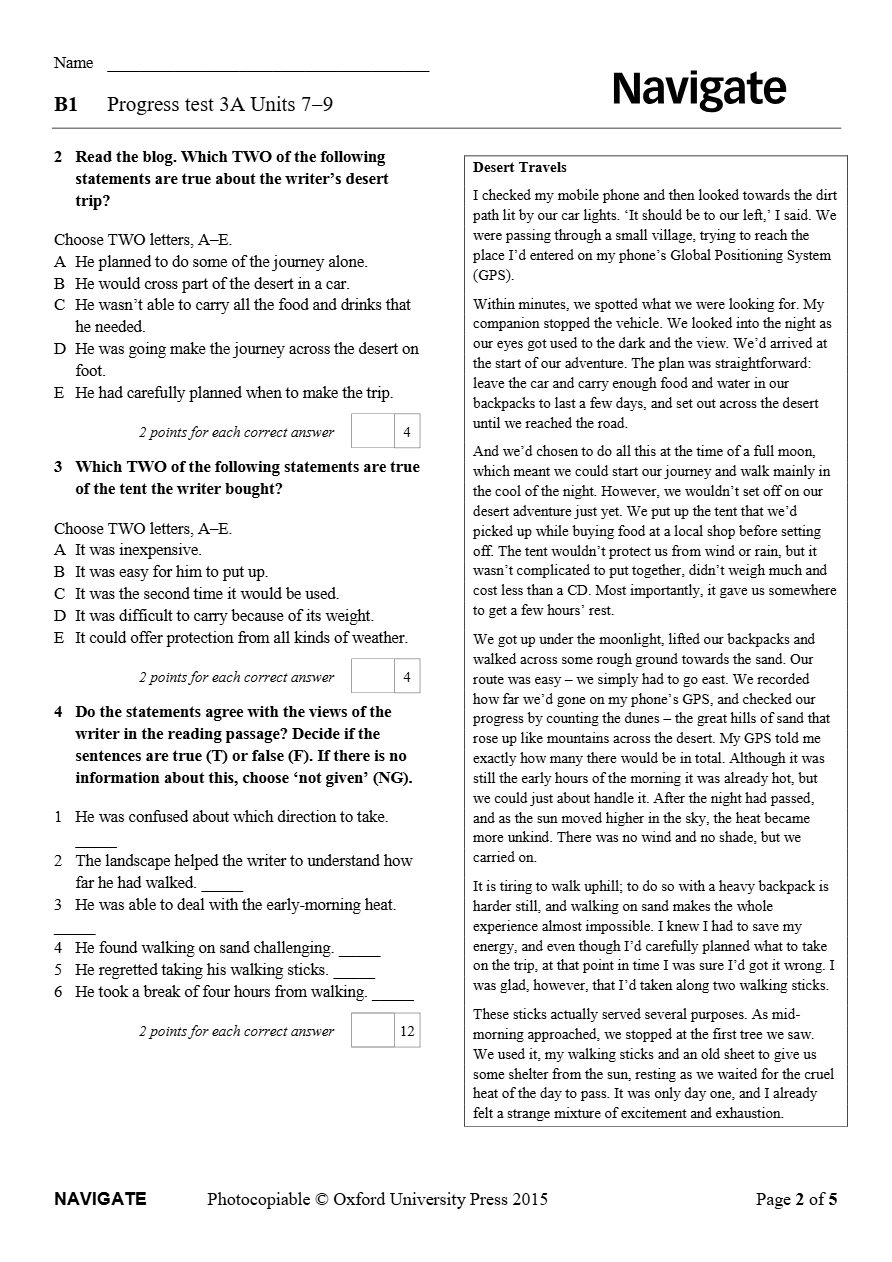 Name
Navigate
B1 Progress test 3A Units 7–9
2 Read the blog. Which TWO of the following
statements are true about the writer’s desert
trip?
Choose TWO letters, A–E.
A He planned to do some of the journey alone.
B He would cross part of the desert in a car.
C He wasn’t able to carry all the food and drinks that
he needed.
D He was going make the journey across the desert on
foot.
E He had carefully planned when to make the trip.
2 points for each correct answer 4
3 Which TWO of the following statements are true
of the tent the writer bought?
Choose TWO letters, A–E.
A It was inexpensive.
B It was easy for him to put up.
C It was the second time it would be used.
D It was difficult to carry because of its weight.
E It could offer protection from all kinds of weather.
2 points for each correct answer 4
4 Do the statements agree with the views of the
writer in the reading passage? Decide if the
sentences are true (T) or false (F). If there is no
information about this, choose ‘not given’ (NG).
1 He was confused about which direction to take.
_____
2 The landscape helped the writer to understand how
far he had walked. _____
3 He was able to deal with the early-morning heat.
_____
4 He found walking on sand challenging. _____
5 He regretted taking his walking sticks. _____
6 He took a break of four hours from walking. _____
2 points for each correct answer 12
Desert Travels
I checked my mobile phone and then looked towards the dirt
path lit by our car lights. ‘It should be to our left,’ I said. We
were passing through a small village, trying to reach the
place I’d entered on my phone’s Global Positioning System
(GPS).
Within minutes, we spotted what we were looking for. My
companion stopped the vehicle. We looked into the night as
our eyes got used to the dark and the view. We’d arrived at
the start of our adventure. The plan was straightforward:
leave the car and carry enough food and water in our
backpacks to last a few days, and set out across the desert
until we reached the road.
And we’d chosen to do all this at the time of a full moon,
which meant we could start our journey and walk mainly in
the cool of the night. However, we wouldn’t set off on our
desert adventure just yet. We put up the tent that we’d
picked up while buying food at a local shop before setting
off. The tent wouldn’t protect us from wind or rain, but it
wasn’t complicated to put together, didn’t weigh much and
cost less than a CD. Most importantly, it gave us somewhere
to get a few hours’ rest.
We got up under the moonlight, lifted our backpacks and
walked across some rough ground towards the sand. Our
route was easy – we simply had to go east. We recorded
how far we’d gone on my phone’s GPS, and checked our
progress by counting the dunes – the great hills of sand that
rose up like mountains across the desert. My GPS told me
exactly how many there would be in total. Although it was
still the early hours of the morning it was already hot, but
we could just about handle it. After the night had passed,
and as the sun moved higher in the sky, the heat became
more unkind. There was no wind and no shade, but we
carried on.
It is tiring to walk uphill; to do so with a heavy backpack is
harder still, and walking on sand makes the whole
experience almost impossible. I knew I had to save my
energy, and even though I’d carefully planned what to take
on the trip, at that point in time I was sure I’d got it wrong. I
was glad, however, that I’d taken along two walking sticks.
These sticks actually served several purposes. As mid-
morning approached, we stopped at the first tree we saw.
We used it, my walking sticks and an old sheet to give us
some shelter from the sun, resting as we waited for the cruel
heat of the day to pass. It was only day one, and I already
felt a strange mixture of excitement and exhaustion.
NAVIGATE Photocopiable © Oxford University Press 2015 Page 2 of 5